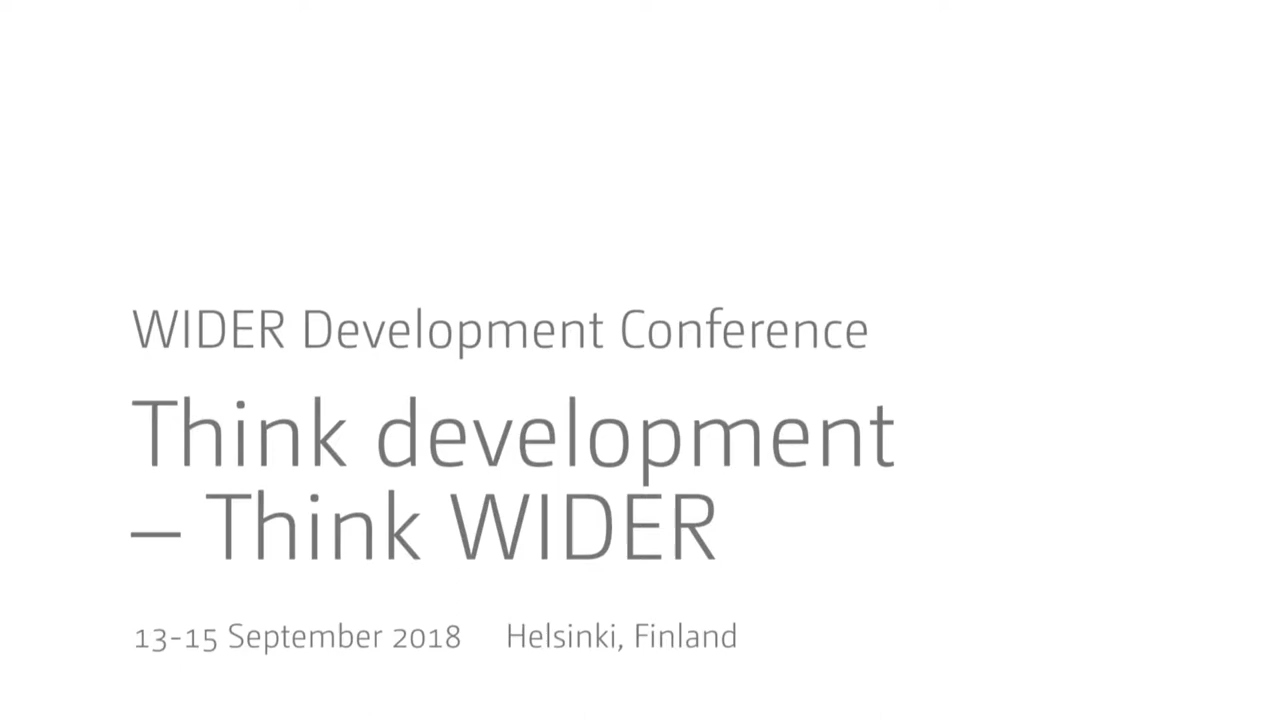 WIDER Development Conference
Think development
– Think WIDER
13-15 September 2018 Helsinki, Finland